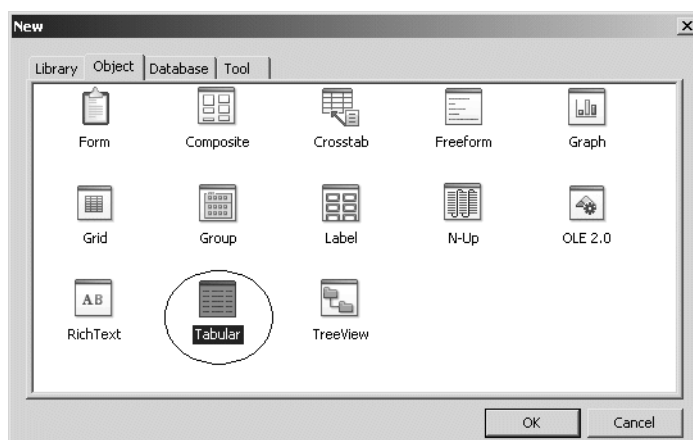 New
Library Object Database Tool
Form Composite Crosstab Freeform Graph
Grid Group Label N-Up OLE 2.0
AB
RichText Tabular TreeView
OK Cancel